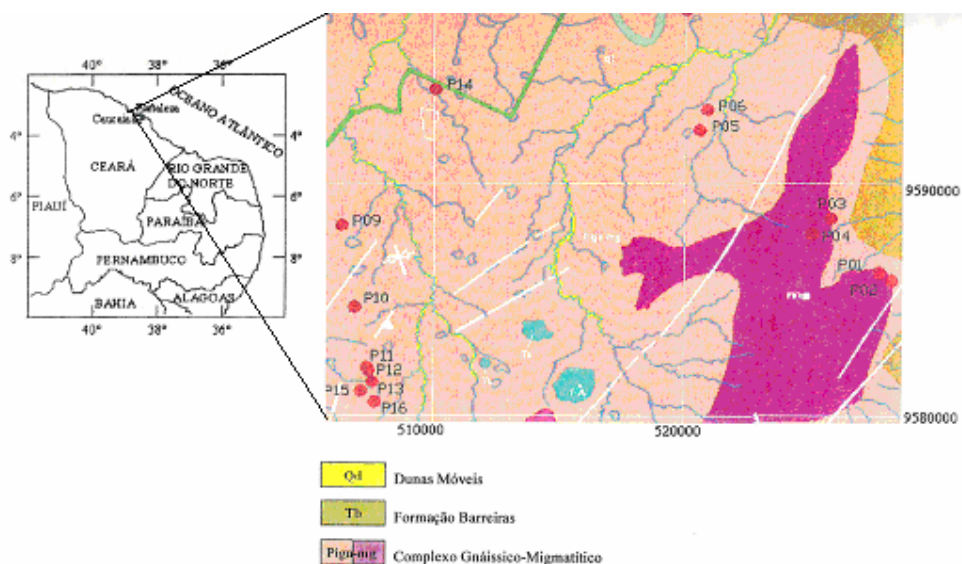 40° 38° 36°
OCEANO ATLÂNTICO
Fortaleza
Caucaia
4°
CEARÁ
RIO GRANDE
DO NORTE
6°
PIAUÍ
PARAÍBA
PERNAMBUCO
8°
8°
BAHIA
ALAGOAS
40° 38° 36°
P14
P06
P05
9590000
P03
P09
P04
P01
P02
P10
P11
P12
P13
P15
P16
9580000
510000
520000
Qd Dunas Móveis
Tb Formação Barreiras
Pign-mg Complexo Gnáissico-Migmatítico